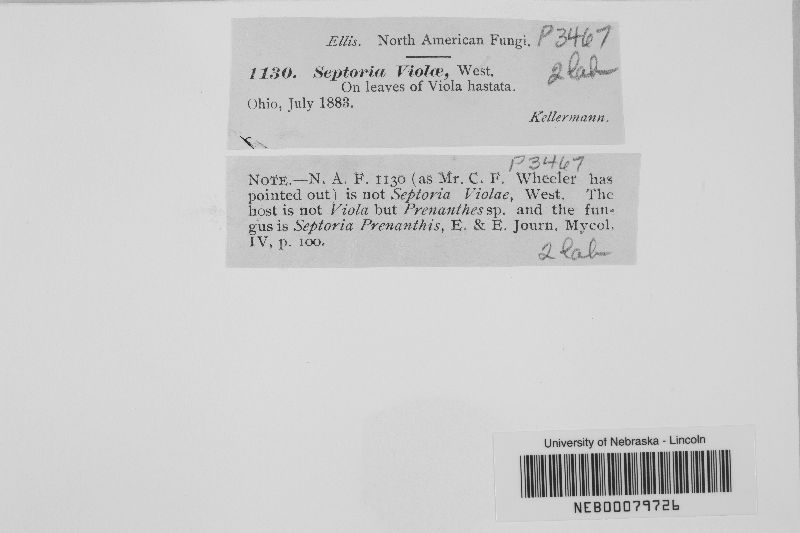 Ellis. North American Fungi. P3467
1130. Septoria Violæ, West. 2 lab
On leaves of Viola hastata.
Ohio, July 1883.
Kellermann.
P3467
NOTE.—N. A. F. 1130 (as Mr. C. F. Wheeler has
pointed out) is not Septoria Violae, West. The
host is not Viola but Prenanthes sp. and the fun-
gus is Septoria Prenanthis, E. & E. Journ. Mycol.
IV, p. 100.
2 lab
University of Nebraska - Lincoln
NEB00079726